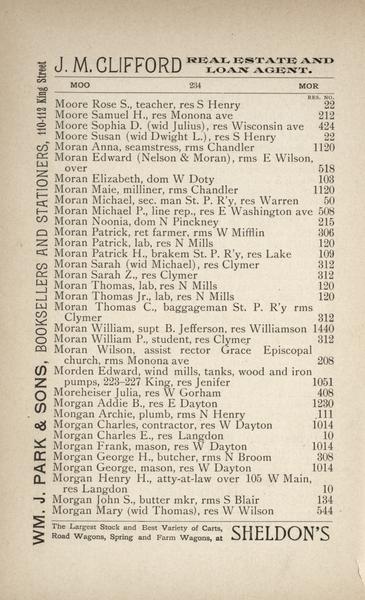 J. M. CLIFFORD REAL ESTATE AND
LOAN AGENT.
MOO 234 MOR
RES. NO.
Moore Rose S., teacher, res S Henry 22
Moore Samuel H., res Monona ave 212
Moore Sophia D. (wid Julius), res Wisconsin ave 424
Moore Susan (wid Dwight L.), res S Henry 22
Moran Anna, seamstress, rms Chandler 1120
Moran Edward (Nelson & Moran), rms E Wilson,
over 518
Moran Elizabeth, dom W Doty 103
Moran Maie, milliner, rms Chandler 1120
Moran Michael, sec. man St. P. R'y, res Warren 50
Moran Michael P., line rep., res E Washington ave 508
Moran Noonia, dom N Pinckney 215
Moran Patrick, ret farmer, rms W Mifflin 306
Moran Patrick, lab, res N Mills 120
Moran Patrick H., brakem St. P. R'y, res Lake 109
Moran Sarah (wid Michael), res Clymer 312
Moran Sarah Z., res Clymer 312
Moran Thomas, lab, res N Mills 120
Moran Thomas Jr., lab, res N Mills 120
Moran Thomas C., baggageman St. P. R'y rms
Clymer 312
Moran William, supt B. Jefferson, res Williamson 1440
Moran William P., student, res Clymer 312
Moran Wilson, assist rector Grace Episcopal
church, rms Monona ave 208
Morden Edward, wind mills, tanks, wood and iron
pumps, 223-227 King, res Jenifer 1051
Moreheiser Julia, res W Gorham 408
Morgan Addie B., res E Dayton 1230
Mongan Archie, plumb, rms N Henry 111
Morgan Charles, contractor, res W Dayton 1014
Morgan Charles E., res Langdon 10
Morgan Frank, mason, res W Dayton 1014
Morgan George H., butcher, rms N Broom 308
Morgan George, mason, res W Dayton 1014
Morgan Henry H., atty-at-law over 105 W Main,
res Langdon 10
Morgan John S., butter mkr, rms S Blair 134
Morgan Mary (wid Thomas), res W Wilson 544
The Largest Stock and Best Variety of Carts,
Road Wagons, Spring and Farm Wagons, at SHELDON'S
WM. J. PARK & SONS, BOOKSELLERS AND STATIONERS, 110-112 King Street